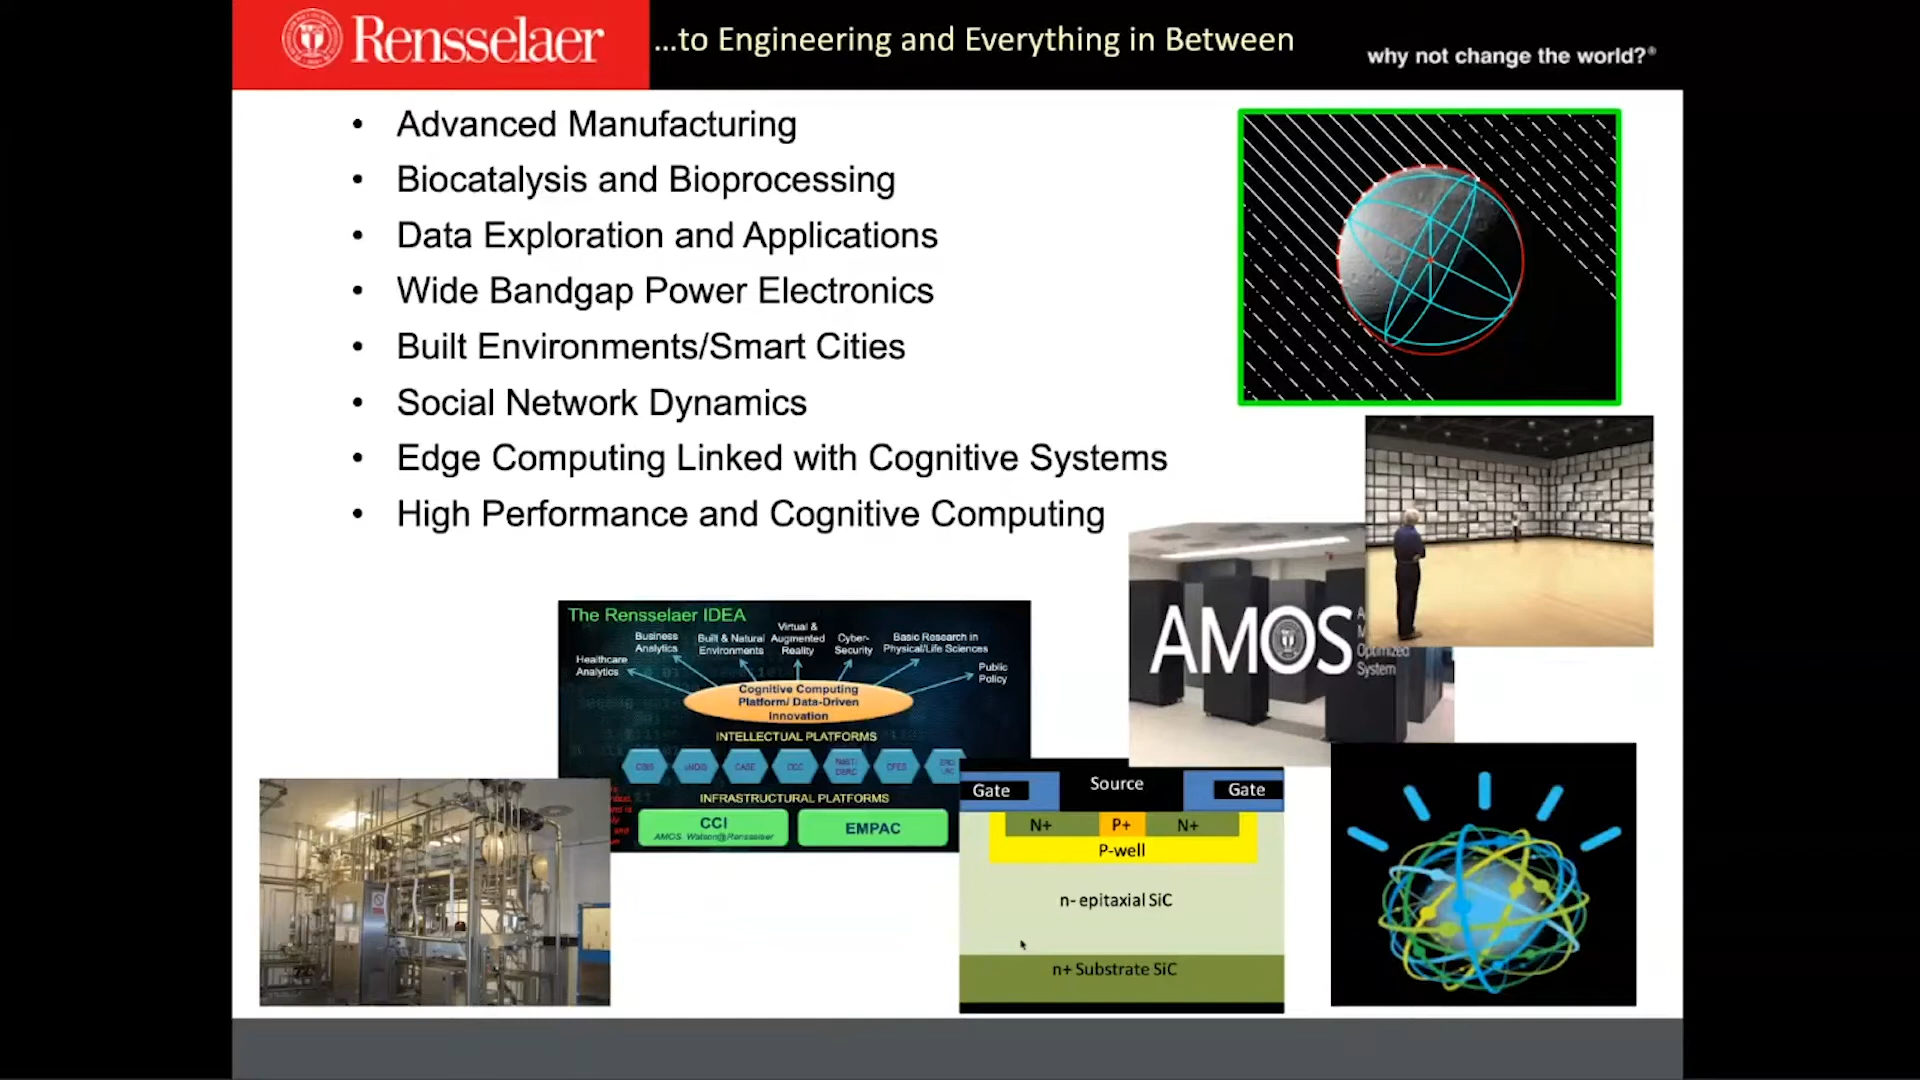 Rensselaer
...to Engineering and Everything in Between
why not change the world?®
• Advanced Manufacturing
• Biocatalysis and Bioprocessing
• Data Exploration and Applications
• Wide Bandgap Power Electronics
• Built Environments/Smart Cities
• Social Network Dynamics
• Edge Computing Linked with Cognitive Systems
• High Performance and Cognitive Computing
AMOS
Optimized
System
The Rensselaer IDEA
Healthcare
Analytics
Business
Analytics
Built & Natural
Environments
Virtual &
Augmented
Reality
Cyber-
Security
Basic Research in
Physical/Life Sciences
Public
Policy
Cognitive Computing
Platform/ Data-Driven
Innovation
INTELLECTUAL PLATFORMS
CASE
CFES
INFRASTRUCTURAL PLATFORMS
CCI
AMOS Watson@Rensselaer
EMPAC
Gate
Source
Gate
N+
P+
N+
P-well
n- epitaxial SiC
n+ Substrate SiC